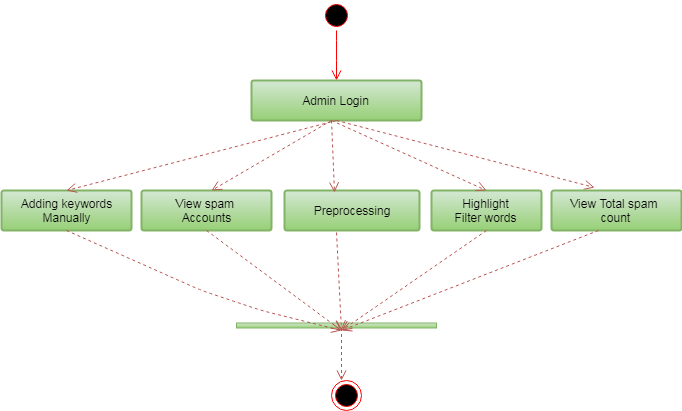 Admin Login
Adding keywords
Manually
View spam
Accounts
Preprocessing
Highlight
Filter words
View Total spam
count